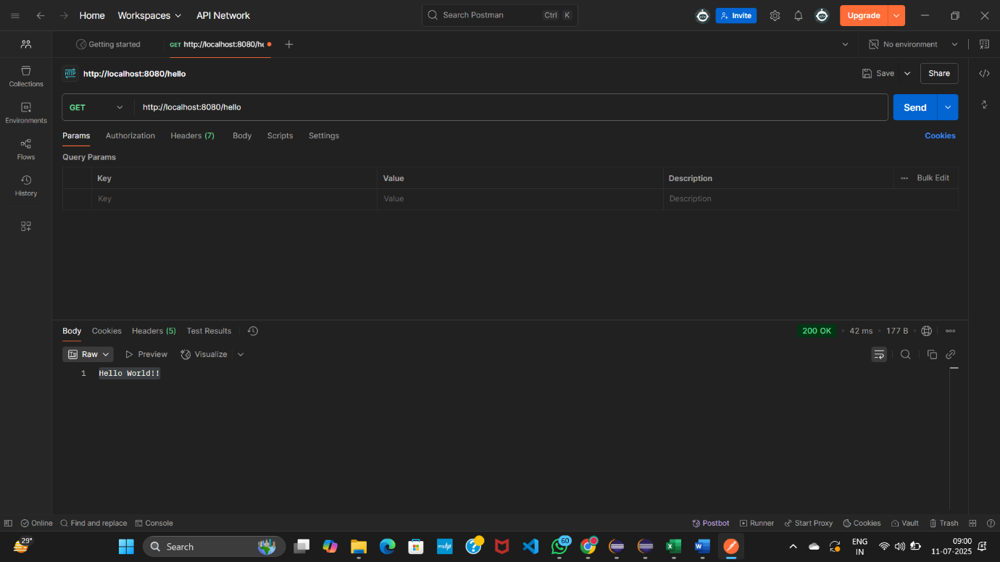 Home Workspaces API Network Search Postman Ctrl K Invite Upgrade
Getting started GET http://localhost:8080/he No environment
HTTP http://localhost:8080/hello Save Share
Collections
GET http://localhost:8080/hello Send
Environments
Params Authorization Headers (7) Body Scripts Settings Cookies
Flows
Query Params
Key Value Description Bulk Edit
History
Key Value Description
Body Cookies Headers (5) Test Results 200 OK • 42 ms • 177 B
Raw Preview Visualize
1 Hello World!!
Online Find and replace Console Postbot Runner Start Proxy Cookies Vault Trash
29° Search 60 ENG IN 09:00
11-07-2025